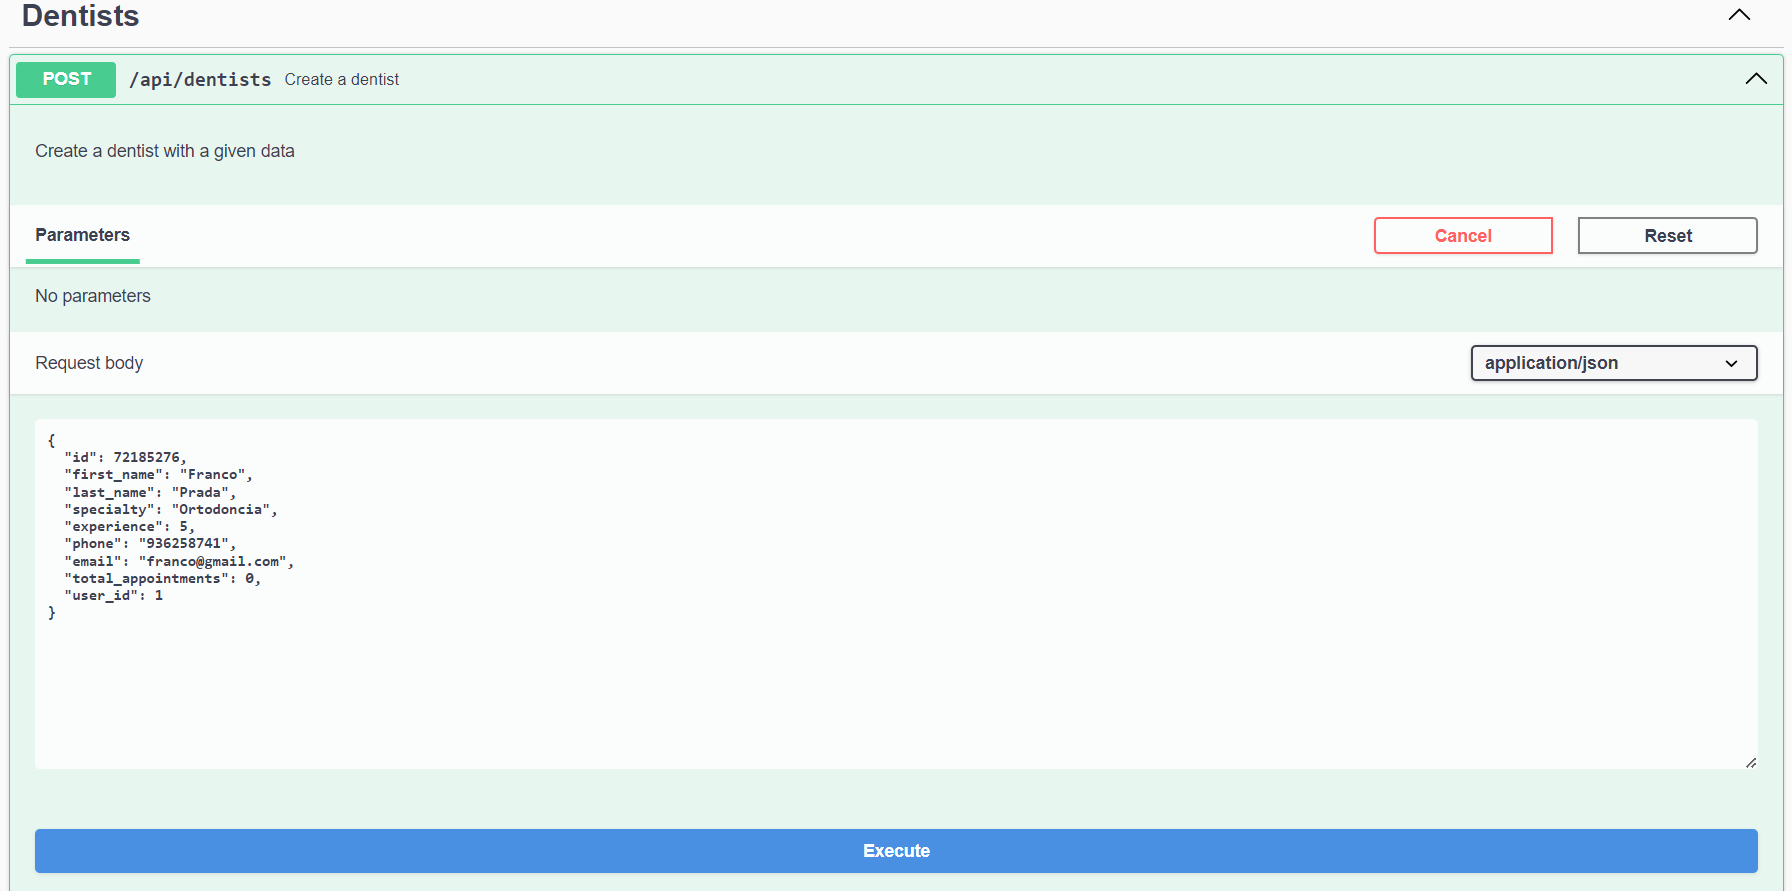 Dentists
POST /api/dentists Create a dentist
Create a dentist with a given data
Parameters
Cancel
Reset
No parameters
Request body
application/json
{
  "id": 72185276,
  "first_name": "Franco",
  "last_name": "Prada",
  "specialty": "Ortodoncia",
  "experience": 5,
  "phone": "936258741",
  "email": "franco@gmail.com",
  "total_appointments": 0,
  "user_id": 1
}
Execute